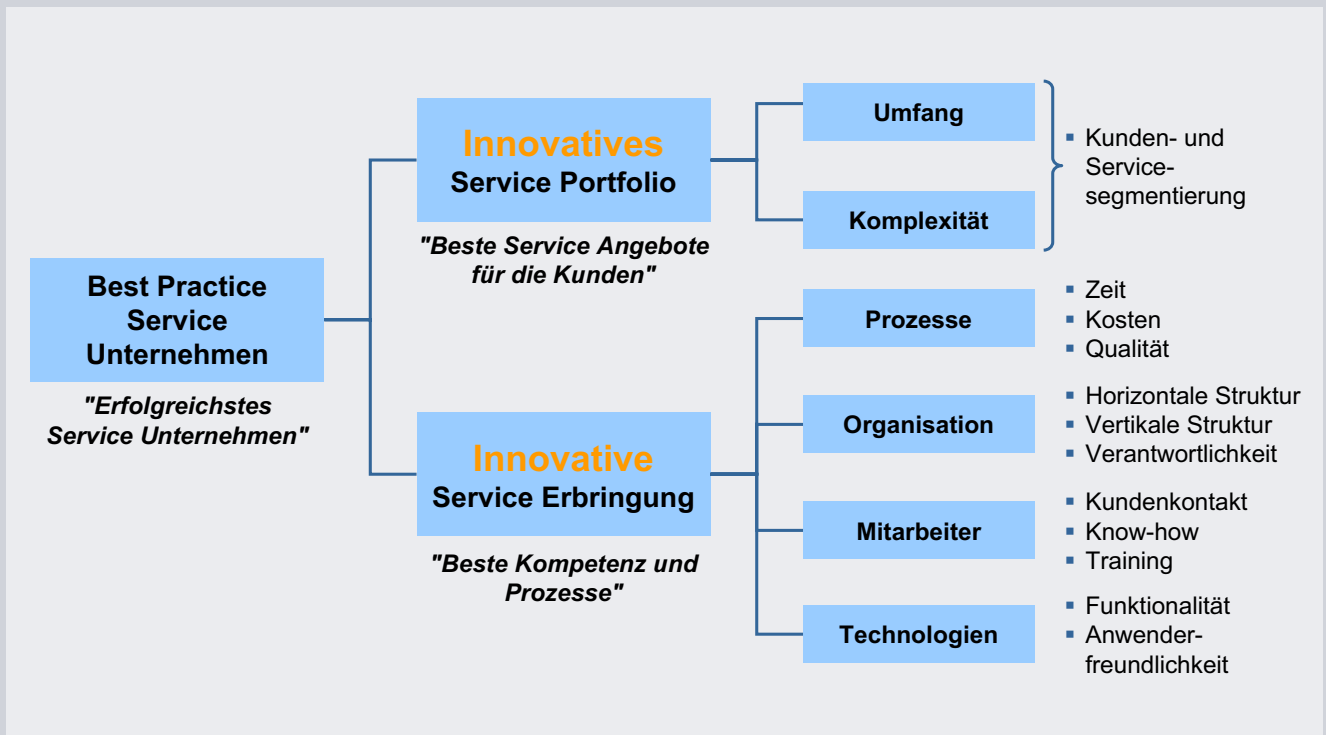 Best Practice
Service
Unternehmen
"Erfolgreichstes
Service Unternehmen"
Innovatives
Service Portfolio
"Beste Service Angebote
für die Kunden"
Umfang
Komplexität
▪ Kunden- und
Service-
segmentierung
Innovative
Service Erbringung
"Beste Kompetenz und
Prozesse"
Prozesse
▪ Zeit
▪ Kosten
▪ Qualität
Organisation
▪ Horizontale Struktur
▪ Vertikale Struktur
▪ Verantwortlichkeit
Mitarbeiter
▪ Kundenkontakt
▪ Know-how
▪ Training
Technologien
▪ Funktionalität
▪ Anwender-
freundlichkeit